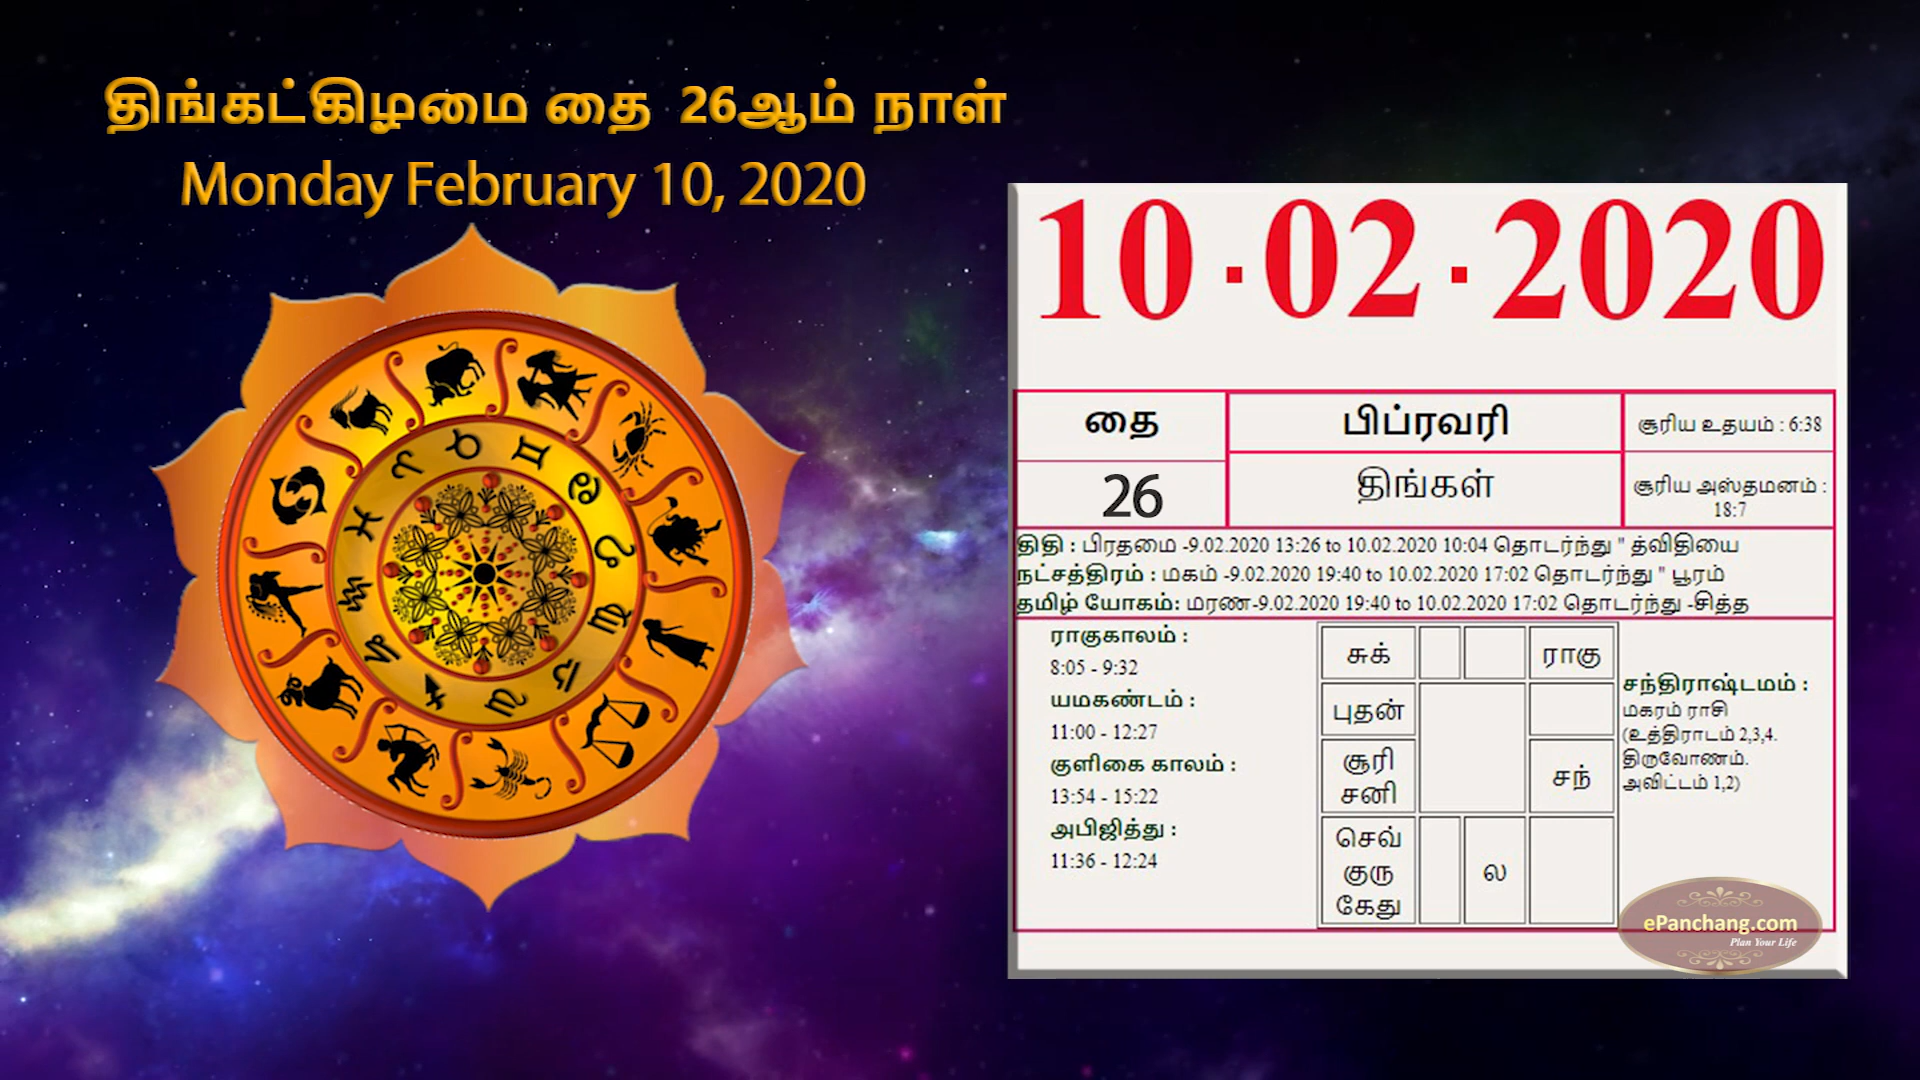 திங்கட்கிழமை தை 26ஆம் நாள்
Monday February 10, 2020
10·02·2020
தை
பிப்ரவரி
சூரிய உதயம் : 6:38
26
திங்கள்
சூரிய அஸ்தமனம் :
18:7
திதி : பிரதமை -9.02.2020 13:26 to 10.02.2020 10:04 தொடர்ந்து " த்விதியை
நட்சத்திரம் : மகம் -9.02.2020 19:40 to 10.02.2020 17:02 தொடர்ந்து " பூரம்
தமிழ் யோகம்: மரண-9.02.2020 19:40 to 10.02.2020 17:02 தொடர்ந்து -சித்த
ராகுகாலம் :
8:05 - 9:32
யமகண்டம் :
11:00 - 12:27
குளிகை காலம் :
13:54 - 15:22
அபிஜித்து :
11:36 - 12:24
சுக்
ராகு
புதன்
சூரி
சனி
சந்
செவ்
குரு
கேது
ல
சந்திராஷ்டமம் :
மகரம் ராசி
(உத்திராடம் 2,3,4.
திருவோணம்.
அவிட்டம் 1,2)
ePanchang.com
Plan Your Life